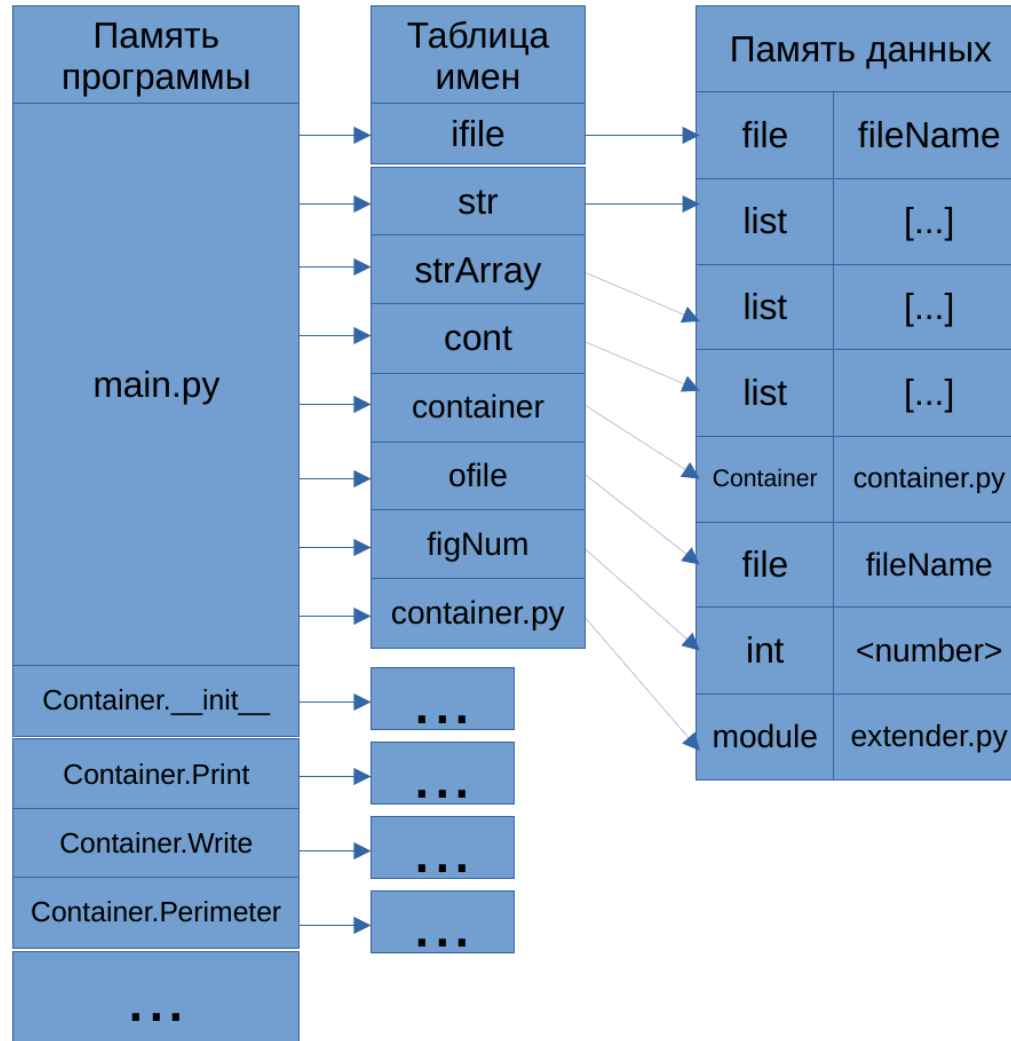 Память
программы
main.py
Container.__init__
Container.Print
Container.Write
Container.Perimeter
...
Таблица
имен
ifile
str
strArray
cont
container
ofile
figNum
container.py
...
...
...
...
Память данных
file fileName
list [...]
list [...]
list [...]
Container container.py
file fileName
int <number>
module extender.py